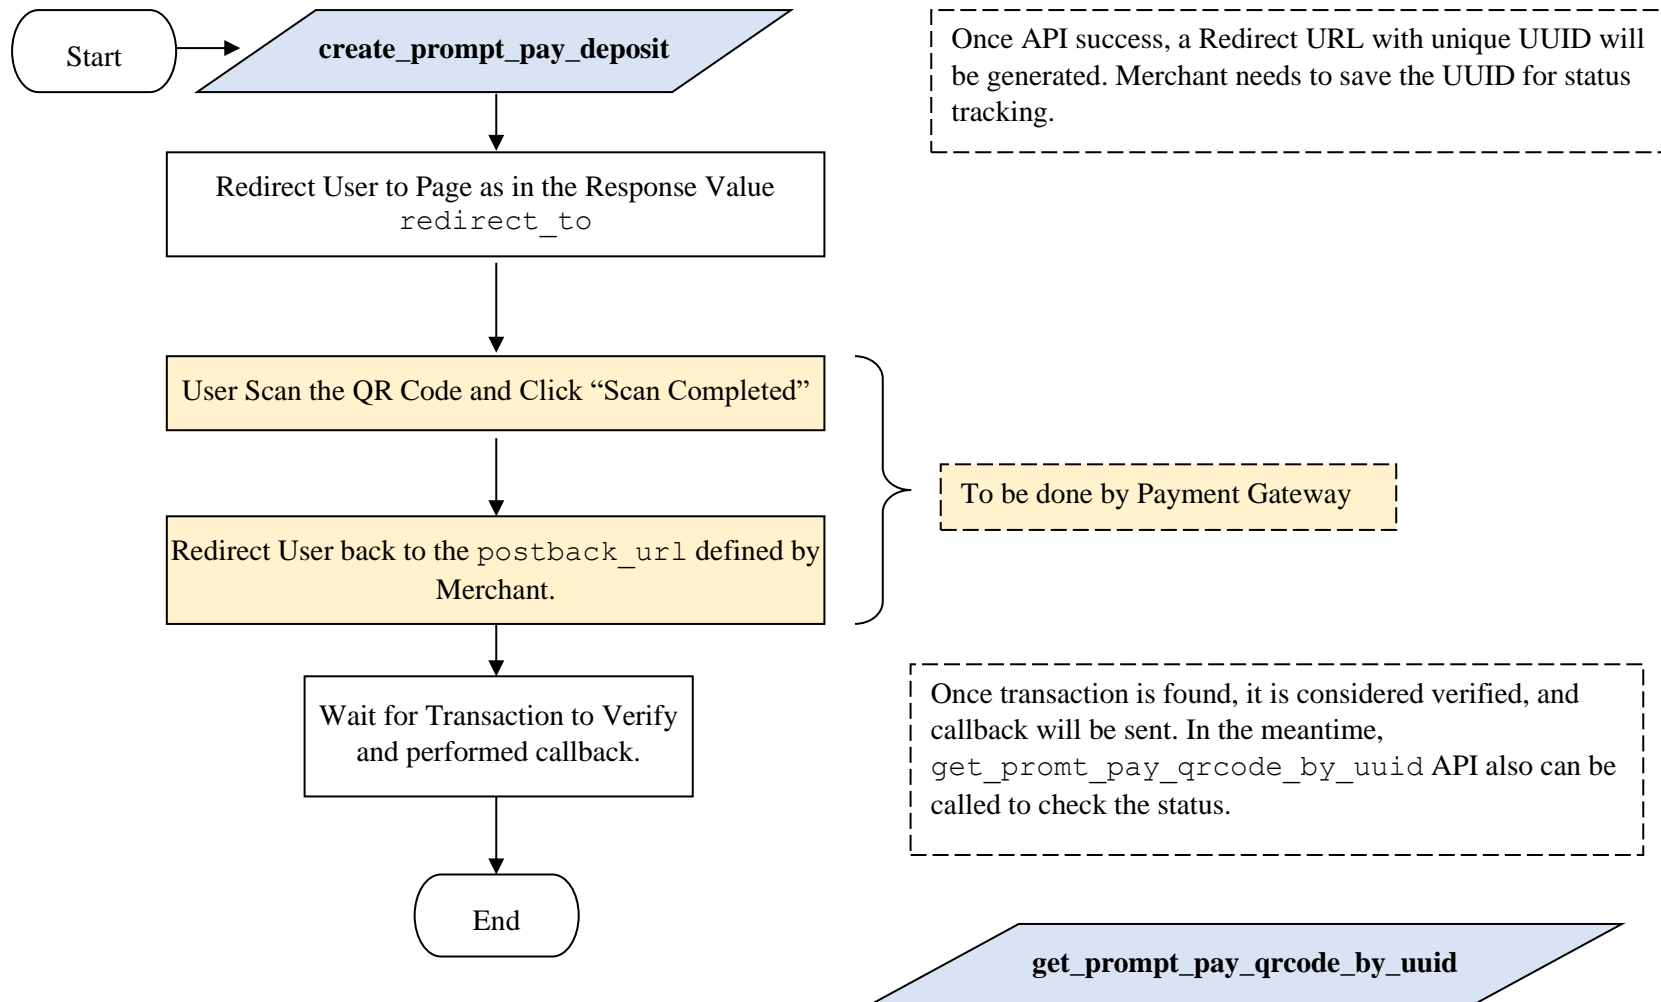 Start
create_prompt_pay_deposit
Once API success, a Redirect URL with unique UUID will
be generated. Merchant needs to save the UUID for status
tracking.
Redirect User to Page as in the Response Value
redirect_to
User Scan the QR Code and Click “Scan Completed”
To be done by Payment Gateway
Redirect User back to the postback_url defined by
Merchant.
Wait for Transaction to Verify
and performed callback.
Once transaction is found, it is considered verified, and
callback will be sent. In the meantime,
get_promt_pay_qrcode_by_uuid API also can be
called to check the status.
End
get_prompt_pay_qrcode_by_uuid